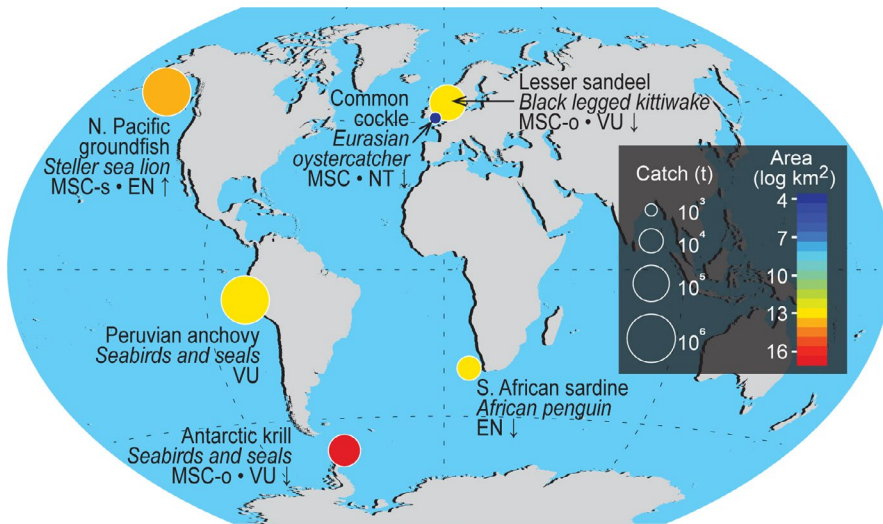 Lesser sandeel
Black legged kittiwake
MSC-o • VU ↓
Common
cockle
Eurasian
oystercatcher
MSC • NT ↓
N. Pacific
groundfish
Steller sea lion
MSC-s • EN ↑
Peruvian anchovy
Seabirds and seals
VU
S. African sardine
African penguin
EN ↓
Antarctic krill
Seabirds and seals
MSC-o • VU ↓
Catch (t)
10³
10⁴
10⁵
10⁶
Area
(log km²)
4
7
10
13
16